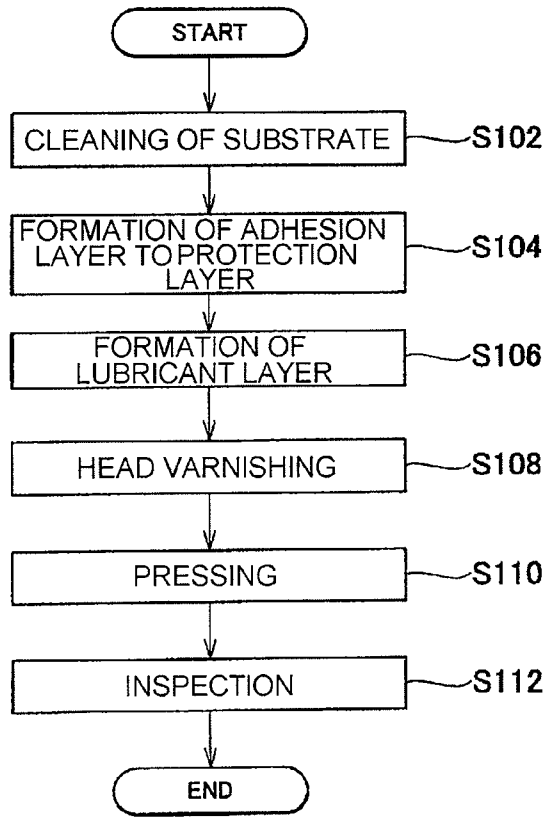 START
CLEANING OF SUBSTRATE S102
FORMATION OF ADHESION
LAYER TO PROTECTION
LAYER
S104
FORMATION OF
LUBRICANT LAYER
S106
HEAD VARNISHING S108
PRESSING S110
INSPECTION S112
END